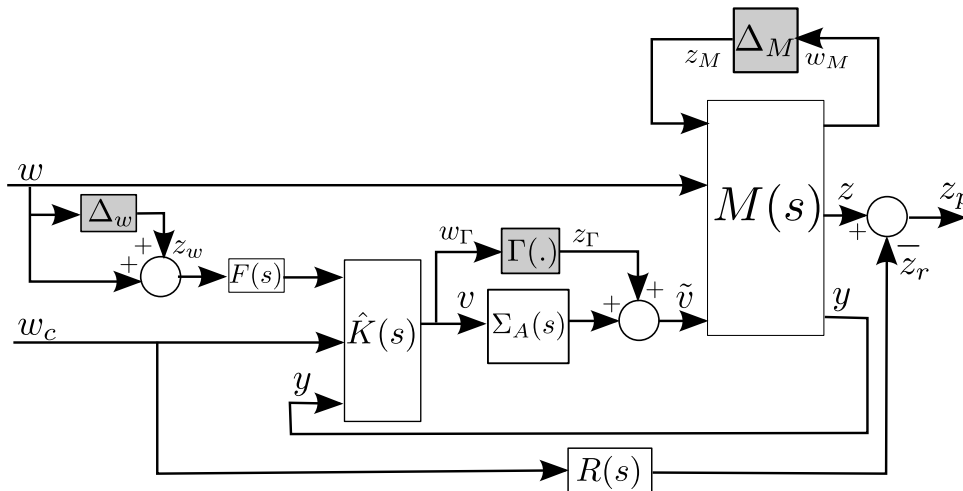 z_M
Δ_M
w_M
w
Δ_w
+
+
z_w
F(s)
w_c
y
K̂(s)
w_Γ
Γ(.)
z_Γ
v
Σ_A(s)
+
+
ṽ
M(s)
z
+
−
z_r
z_p
y
R(s)